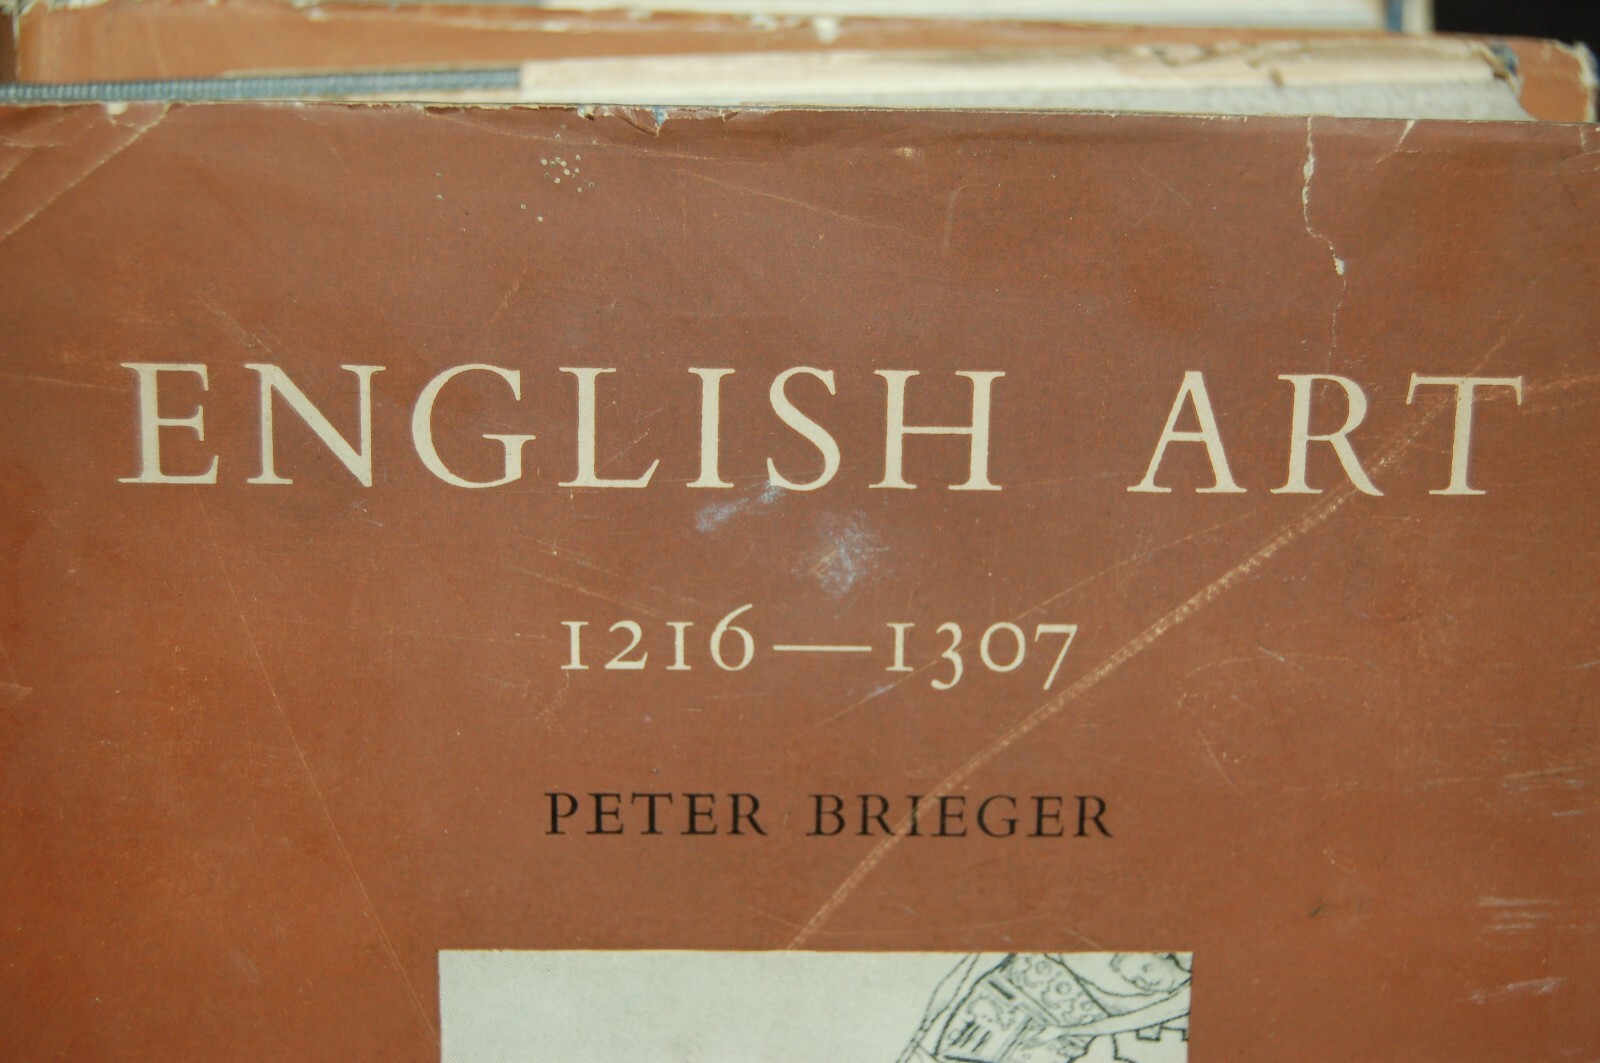 ENGLISH ART
1216—1307
PETER BRIEGER